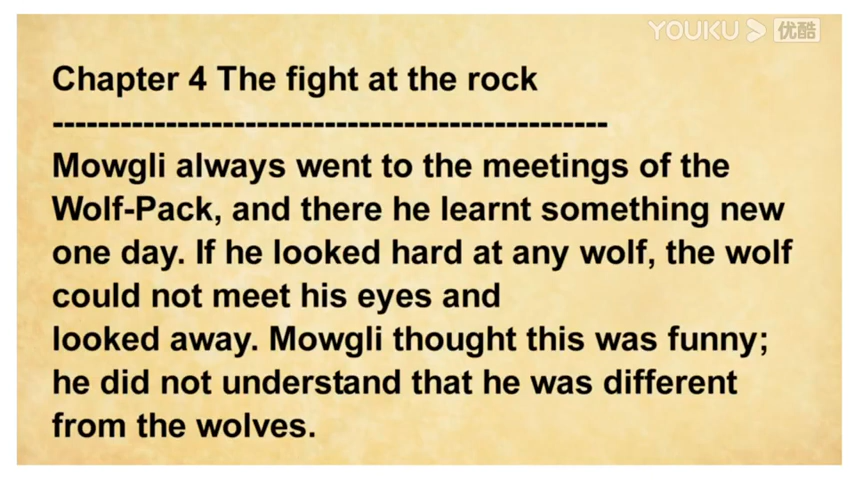 YOUKU 优酷
Chapter 4 The fight at the rock
-------------------------------------------------
Mowgli always went to the meetings of the
Wolf-Pack, and there he learnt something new
one day. If he looked hard at any wolf, the wolf
could not meet his eyes and
looked away. Mowgli thought this was funny;
he did not understand that he was different
from the wolves.